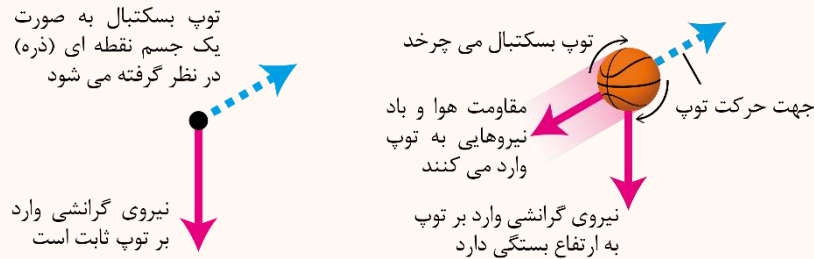 توپ بسکتبال می چرخد
جهت حرکت توپ
مقاومت هوا و باد
نیروهایی به توپ
وارد می کنند
نیروی گرانشی وارد بر توپ
به ارتفاع بستگی دارد
توپ بسکتبال به صورت
یک جسم نقطه ای (ذره)
در نظر گرفته می شود
نیروی گرانشی وارد
بر توپ ثابت است